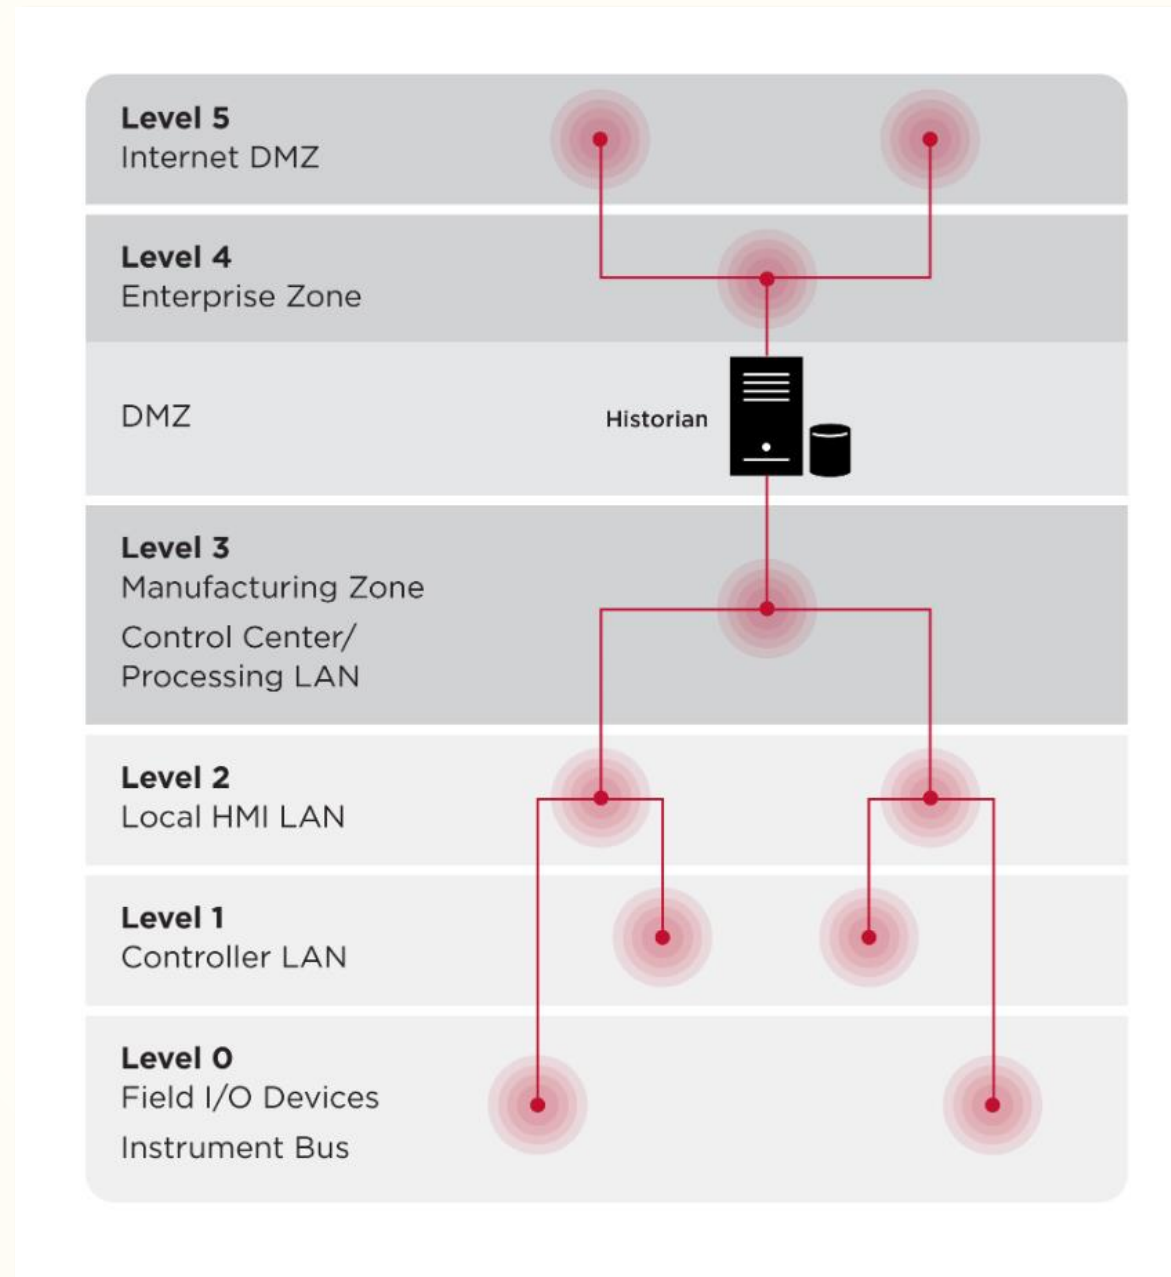 Level 5
Internet DMZ
Level 4
Enterprise Zone
DMZ
Historian
Level 3
Manufacturing Zone
Control Center/
Processing LAN
Level 2
Local HMI LAN
Level 1
Controller LAN
Level 0
Field I/O Devices
Instrument Bus